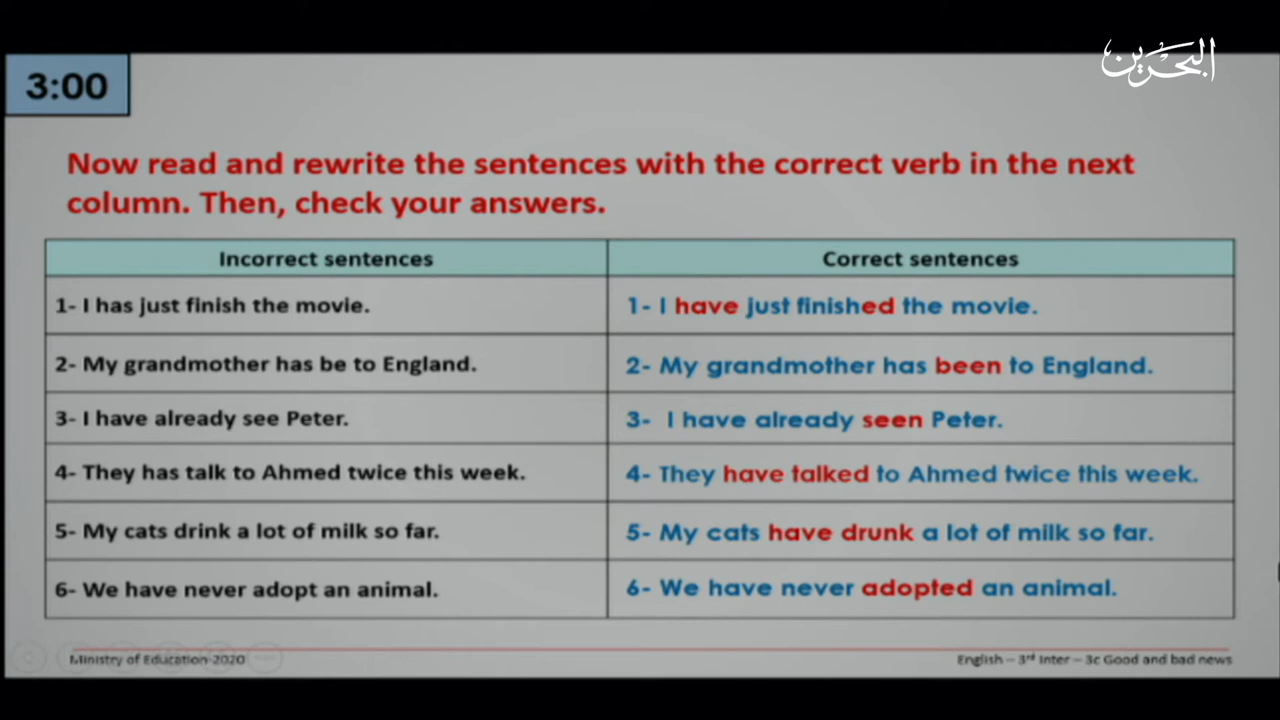 البحرين
3:00
Now read and rewrite the sentences with the correct verb in the next
column. Then, check your answers.
Incorrect sentences
Correct sentences
1- I has just finish the movie.
1- I have just finished the movie.
2- My grandmother has be to England.
2- My grandmother has been to England.
3- I have already see Peter.
3- I have already seen Peter.
4- They has talk to Ahmed twice this week.
4- They have talked to Ahmed twice this week.
5- My cats drink a lot of milk so far.
5- My cats have drunk a lot of milk so far.
6- We have never adopt an animal.
6- We have never adopted an animal.
Ministry of Education-2020
English – 3rd Inter – 3c Good and bad news